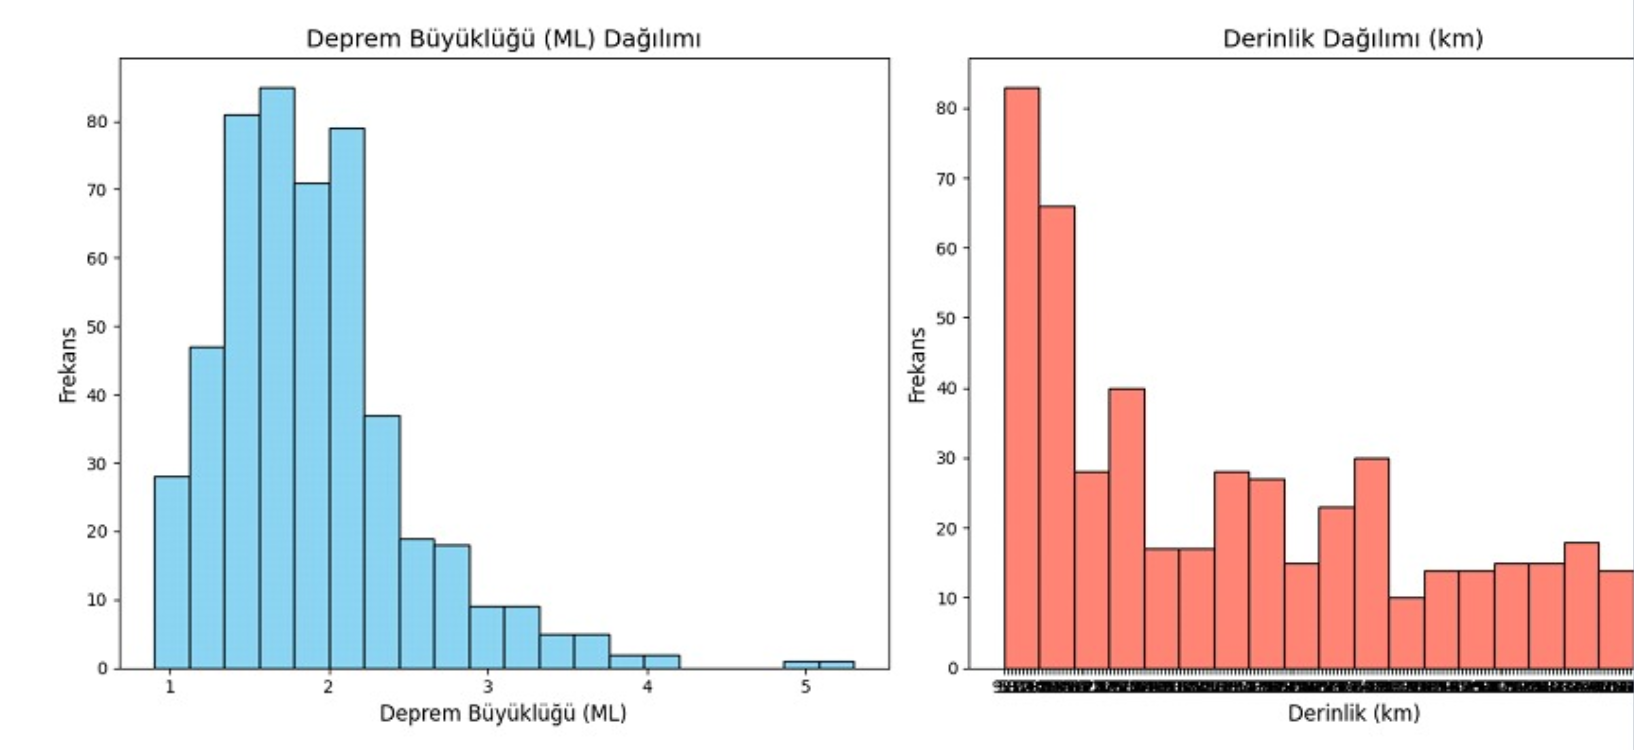 Deprem Büyüklüğü (ML) Dağılımı
Frekans
80
70
60
50
40
30
20
10
0
1 2 3 4 5
Deprem Büyüklüğü (ML)
Derinlik Dağılımı (km)
Frekans
80
70
60
50
40
30
20
10
0
Derinlik (km)